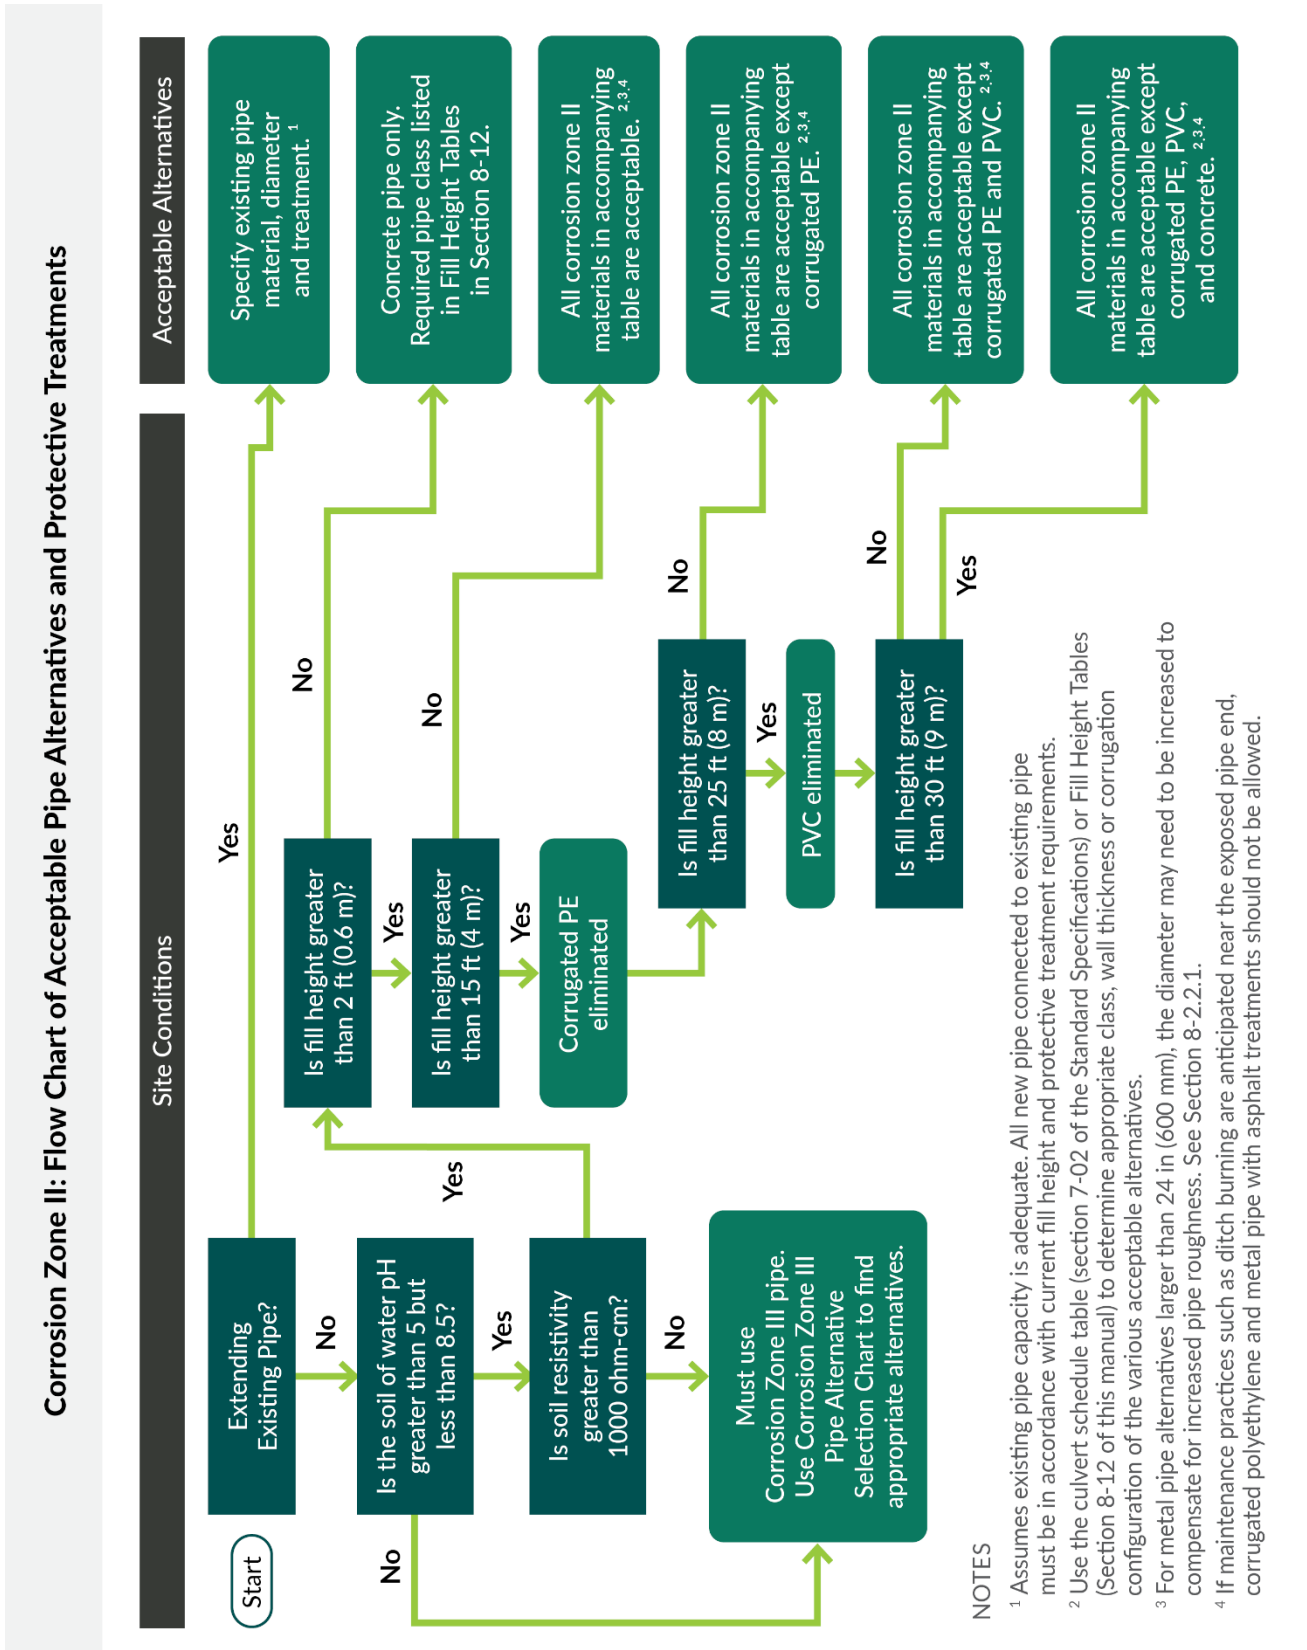 Corrosion Zone II: Flow Chart of Acceptable Pipe Alternatives and Protective Treatments
Site Conditions
Acceptable Alternatives
Start
Extending
Existing Pipe?
Yes
Specify existing pipe
material, diameter
and treatment. 1
No
Is the soil of water pH
greater than 5 but
less than 8.5?
No
Yes
Is soil resistivity
greater than
1000 ohm-cm?
Yes
No
Must use
Corrosion Zone III pipe.
Use Corrosion Zone III
Pipe Alternative
Selection Chart to find
appropriate alternatives.
Is fill height greater
than 2 ft (0.6 m)?
No
Concrete pipe only.
Required pipe class listed
in Fill Height Tables
in Section 8-12.
Yes
Is fill height greater
than 15 ft (4 m)?
No
All corrosion zone II
materials in accompanying
table are acceptable. 2,3,4
Yes
Corrugated PE
eliminated
Is fill height greater
than 25 ft (8 m)?
No
All corrosion zone II
materials in accompanying
table are acceptable except
corrugated PE. 2,3,4
Yes
PVC eliminated
Is fill height greater
than 30 ft (9 m)?
No
All corrosion zone II
materials in accompanying
table are acceptable except
corrugated PE and PVC. 2,3,4
Yes
All corrosion zone II
materials in accompanying
table are acceptable except
corrugated PE, PVC,
and concrete. 2,3,4
NOTES
1 Assumes existing pipe capacity is adequate. All new pipe connected to existing pipe
must be in accordance with current fill height and protective treatment requirements.
2 Use the culvert schedule table (section 7-02 of the Standard Specifications) or Fill Height Tables
(Section 8-12 of this manual) to determine appropriate class, wall thickness or corrugation
configuration of the various acceptable alternatives.
3 For metal pipe alternatives larger than 24 in (600 mm), the diameter may need to be increased to
compensate for increased pipe roughness. See Section 8-2.2.1.
4 If maintenance practices such as ditch burning are anticipated near the exposed pipe end,
corrugated polyethylene and metal pipe with asphalt treatments should not be allowed.